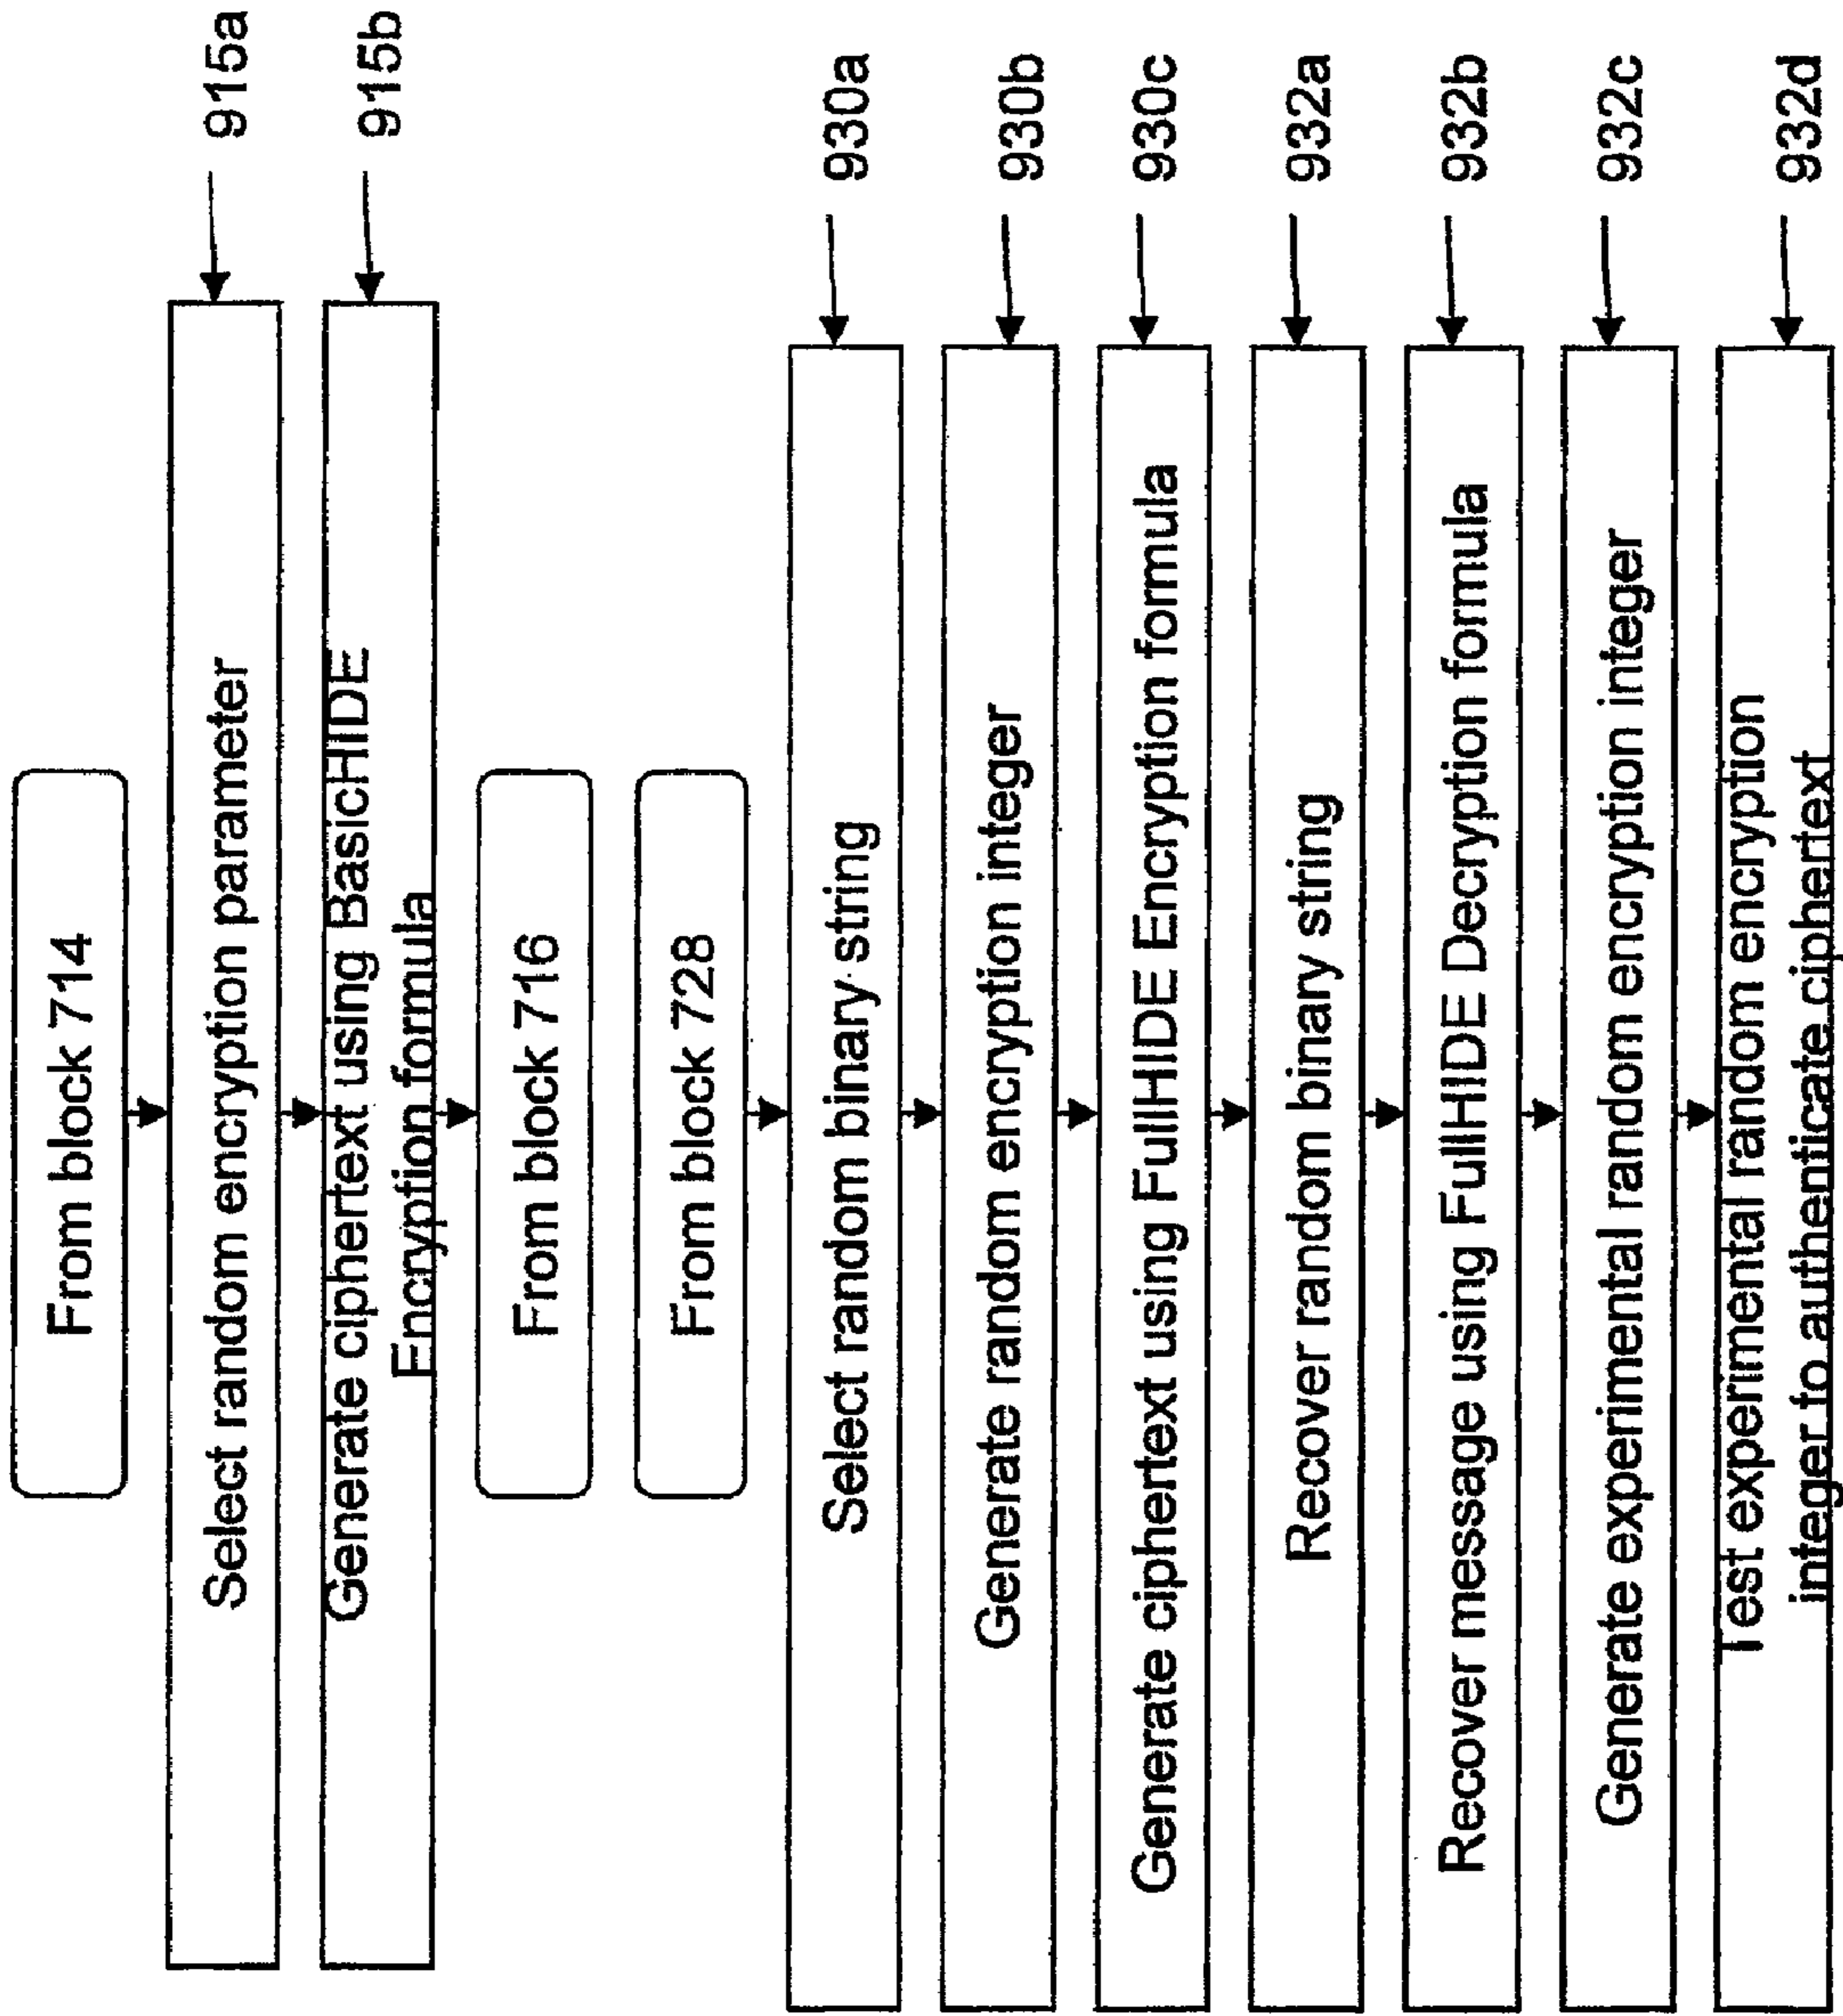 From block 714
Select random encryption parameter
915a
Generate ciphertext using BasicHIDE
Encryption formula
915b
From block 716
From block 728
Select random binary string
930a
Generate random encryption integer
930b
Generate ciphertext using FullHIDE Encryption formula
930c
Recover random binary string
932a
Recover message using FullHIDE Decryption formula
932b
Generate experimental random encryption integer
932c
Test experimental random encryption
integer to authenticate ciphertext
932d